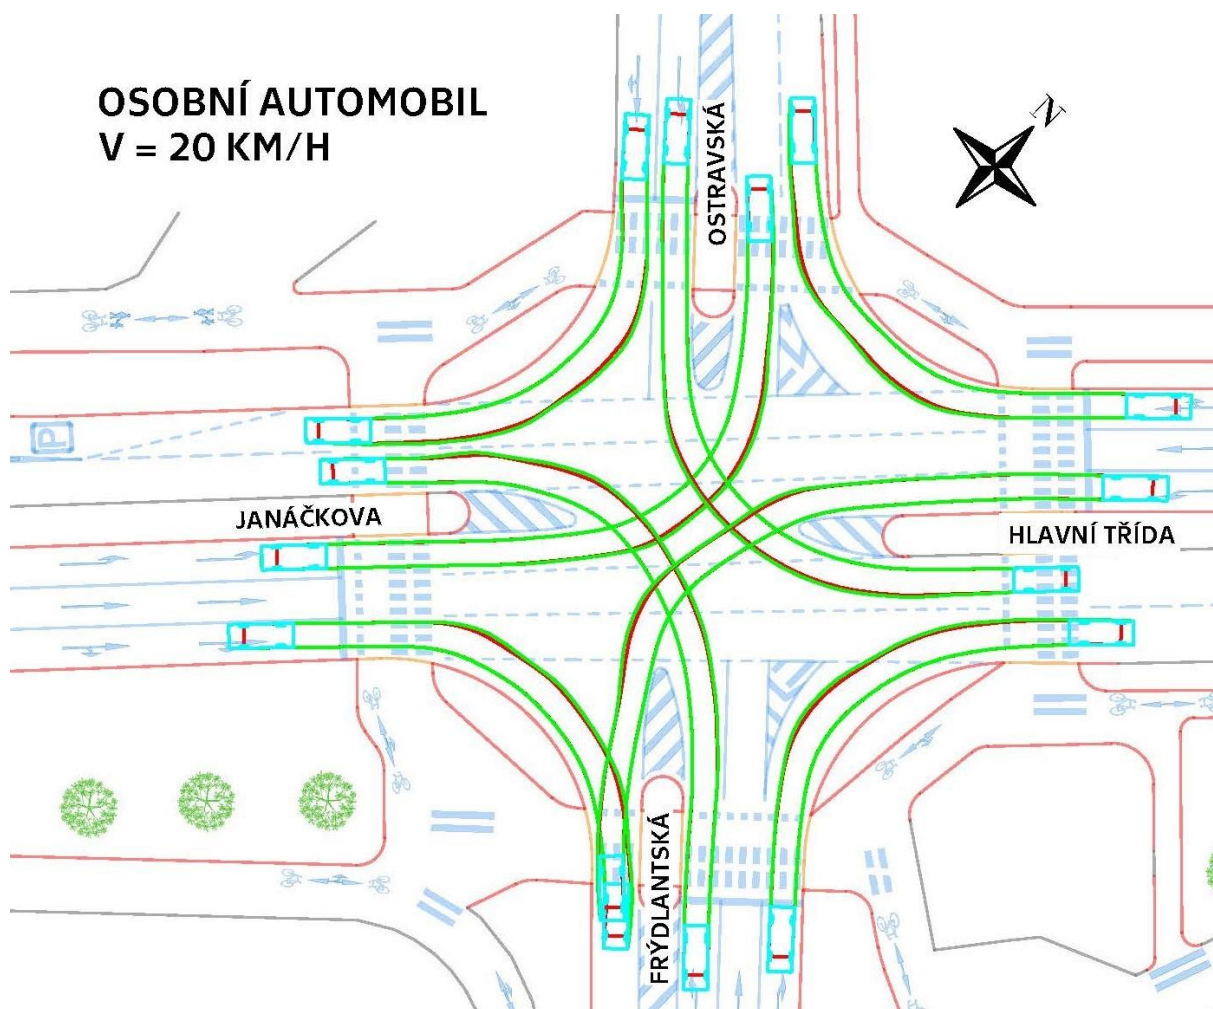 OSOBNÍ AUTOMOBIL
V = 20 KM/H
N
OSTRAVSKÁ
P
JANÁČKOVA
HLAVNÍ TŘÍDA
FRÝDLANTSKÁ